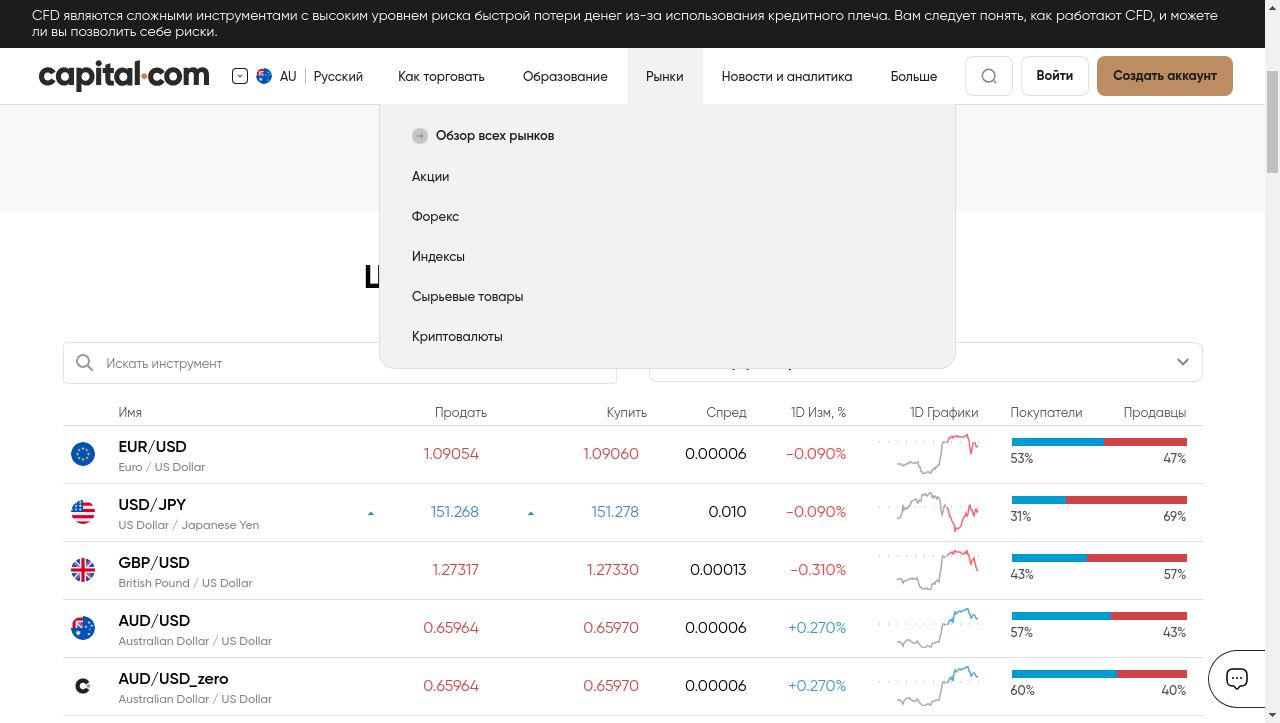 CFD являются сложными инструментами с высоким уровнем риска быстрой потери денег из-за использования кредитного плеча. Вам следует понять, как работают CFD, и можете
ли вы позволить себе риски.
capital.com AU Русский Как торговать Образование Рынки Новости и аналитика Больше Войти Создать аккаунт
Обзор всех рынков
Акции
Форекс
Индексы
Сырьевые товары
Криптовалюты
Искать инструмент
Имя Продать Купить Спред 1D Изм, % 1D Графики Покупатели Продавцы
EUR/USD 1.09054 1.09060 0.00006 -0.090%
Euro / US Dollar 53% 47%
USD/JPY 151.268 151.278 0.010 -0.090%
US Dollar / Japanese Yen 31% 69%
GBP/USD 1.27317 1.27330 0.00013 -0.310%
British Pound / US Dollar 43% 57%
AUD/USD 0.65964 0.65970 0.00006 +0.270%
Australian Dollar / US Dollar 57% 43%
AUD/USD_zero 0.65964 0.65970 0.00006 +0.270%
Australian Dollar / US Dollar 60% 40%